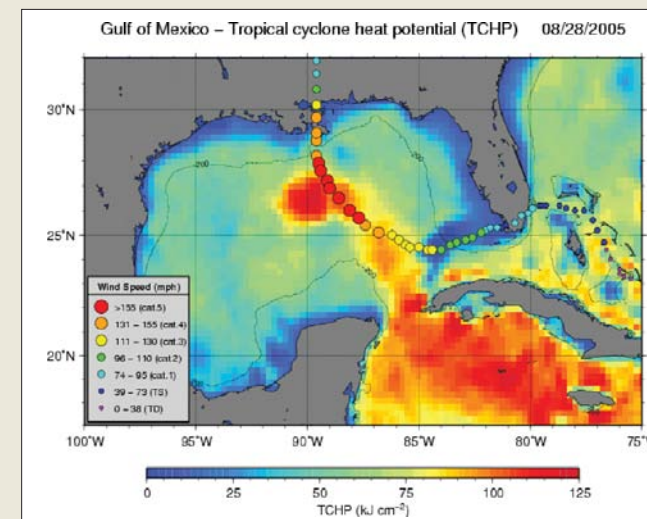 Gulf of Mexico – Tropical cyclone heat potential (TCHP) 08/28/2005
30°N
25°N
20°N
Wind Speed (mph)
>155 (cat.5)
131 – 155 (cat.4)
111 – 130 (cat.3)
96 – 110 (cat.2)
74 – 95 (cat.1)
39 – 73 (TS)
0 – 38 (TD)
100°W 95°W 90°W 85°W 80°W 75°W
0 25 50 75 100 125
TCHP (kJ cm⁻²)